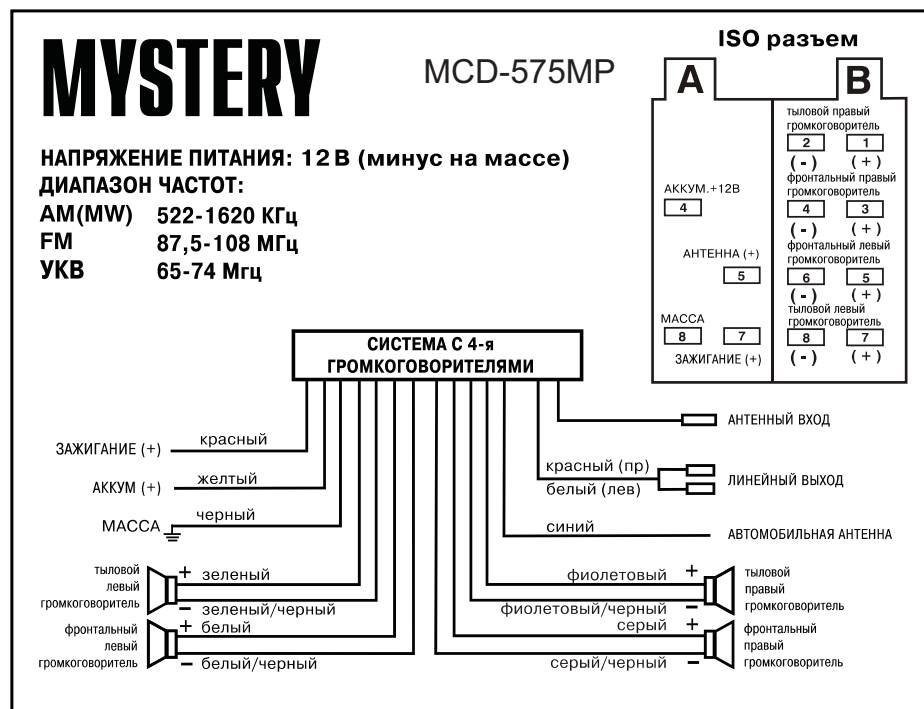 MYSTERY
MCD-575MP
НАПРЯЖЕНИЕ ПИТАНИЯ: 12 В (минус на массе)
ДИАПАЗОН ЧАСТОТ:
AM(MW) 522-1620 КГц
FM 87,5-108 МГц
УКВ 65-74 Мгц
ISO разъем
A B
тыловой правый
громкоговоритель
2 1
(-) (+)
фронтальный правый
громкоговоритель
АККУМ.+12В
4
4 3
(-) (+)
фронтальный левый
громкоговоритель
АНТЕННА (+)
5
6 5
(-) (+)
тыловой левый
громкоговоритель
МАССА
8 7
ЗАЖИГАНИЕ (+)
8 7
(-) (+)
СИСТЕМА С 4-я
ГРОМКОГОВОРИТЕЛЯМИ
ЗАЖИГАНИЕ (+) красный
АККУМ (+) желтый
МАССА черный
тыловой
левый
громкоговоритель
+ зеленый
− зеленый/черный
фронтальный
левый
громкоговоритель
+ белый
− белый/черный
АНТЕННЫЙ ВХОД
красный (пр)
белый (лев)
ЛИНЕЙНЫЙ ВЫХОД
синий АВТОМОБИЛЬНАЯ АНТЕННА
фиолетовый +
фиолетовый/черный −
тыловой
правый
громкоговоритель
серый +
серый/черный −
фронтальный
правый
громкоговоритель